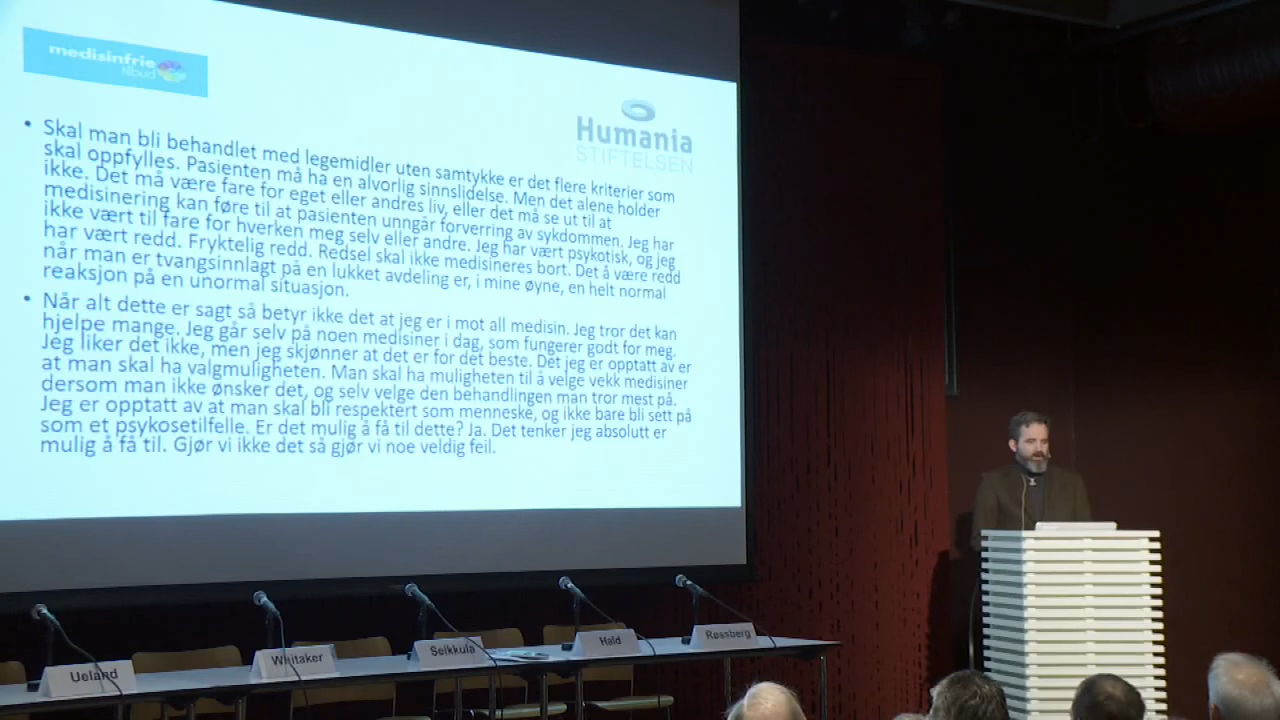 medisinfrie
tilbud
Humania
STIFTELSEN
• Skal man bli behandlet med legemidler uten samtykke er det flere kriterier som
skal oppfylles. Pasienten må ha en alvorlig sinnslidelse. Men det alene holder
ikke. Det må være fare for eget eller andres liv, eller det må se ut til at
medisinering kan føre til at pasienten unngår forverring av sykdommen. Jeg har
ikke vært til fare for hverken meg selv eller andre. Jeg har vært psykotisk, og jeg
har vært redd. Fryktelig redd. Redsel skal ikke medisineres bort. Det å være redd
når man er tvangsinnlagt på en lukket avdeling er, i mine øyne, en helt normal
reaksjon på en unormal situasjon.
• Når alt dette er sagt så betyr ikke det at jeg er i mot all medisin. Jeg tror det kan
hjelpe mange. Jeg går selv på noen medisiner i dag, som fungerer godt for meg.
Jeg liker det ikke, men jeg skjønner at det er for det beste. Det jeg er opptatt av er
at man skal ha valgmuligheten. Man skal ha muligheten til å velge vekk medisiner
dersom man ikke ønsker det, og selv velge den behandlingen man tror mest på.
Jeg er opptatt av at man skal bli respektert som menneske, og ikke bare bli sett på
som et psykosetilfelle. Er det mulig å få til dette? Ja. Det tenker jeg absolutt er
mulig å få til. Gjør vi ikke det så gjør vi noe veldig feil.
Ueland
Whitaker
Seikkula
Hald
Røssberg